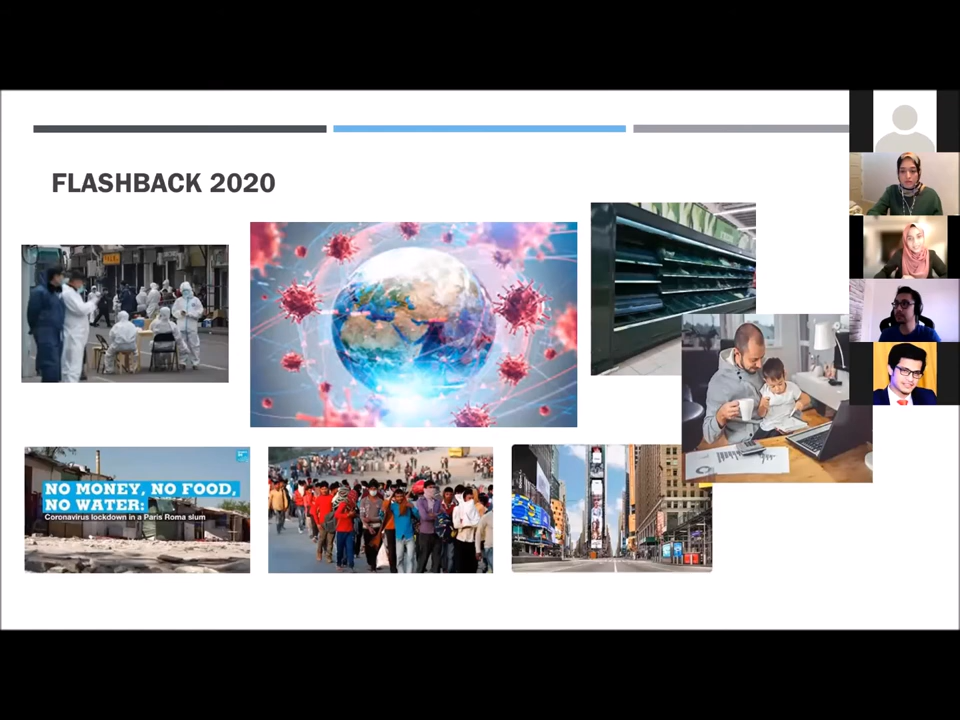 FLASHBACK 2020
NO MONEY, NO FOOD,
NO WATER:
Coronavirus lockdown in a Paris Roma slum